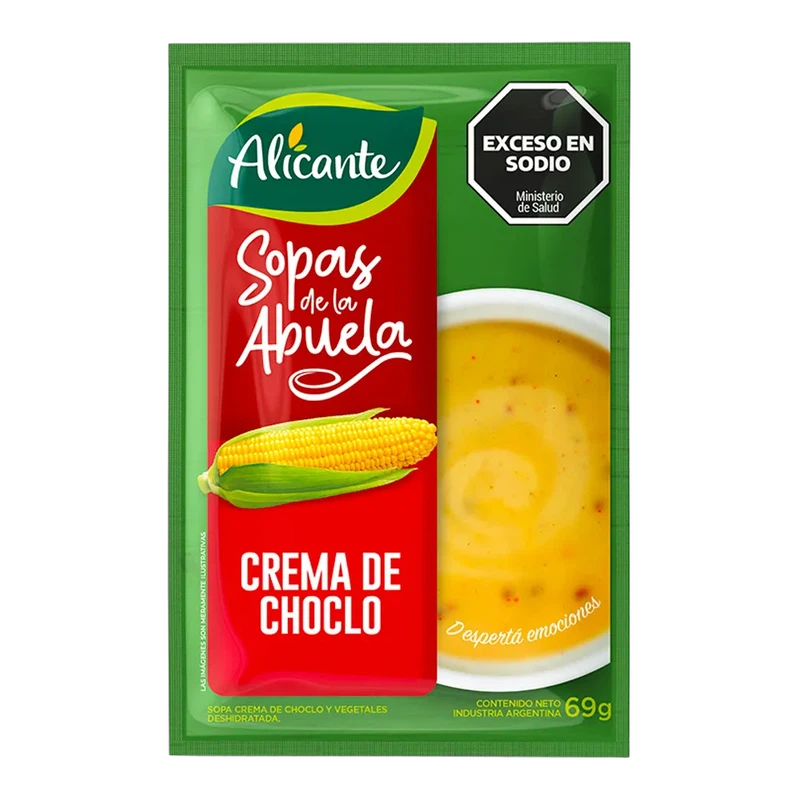 Alicante
EXCESO EN
SODIO
Ministerio
de Salud
Sopas
de la
Abuela
CREMA DE
CHOCLO
Despertá emociones
LAS IMÁGENES SON MERAMENTE ILUSTRATIVAS
SOPA CREMA DE CHOCLO Y VEGETALES
DESHIDRATADA.
CONTENIDO NETO
INDUSTRIA ARGENTINA 69g